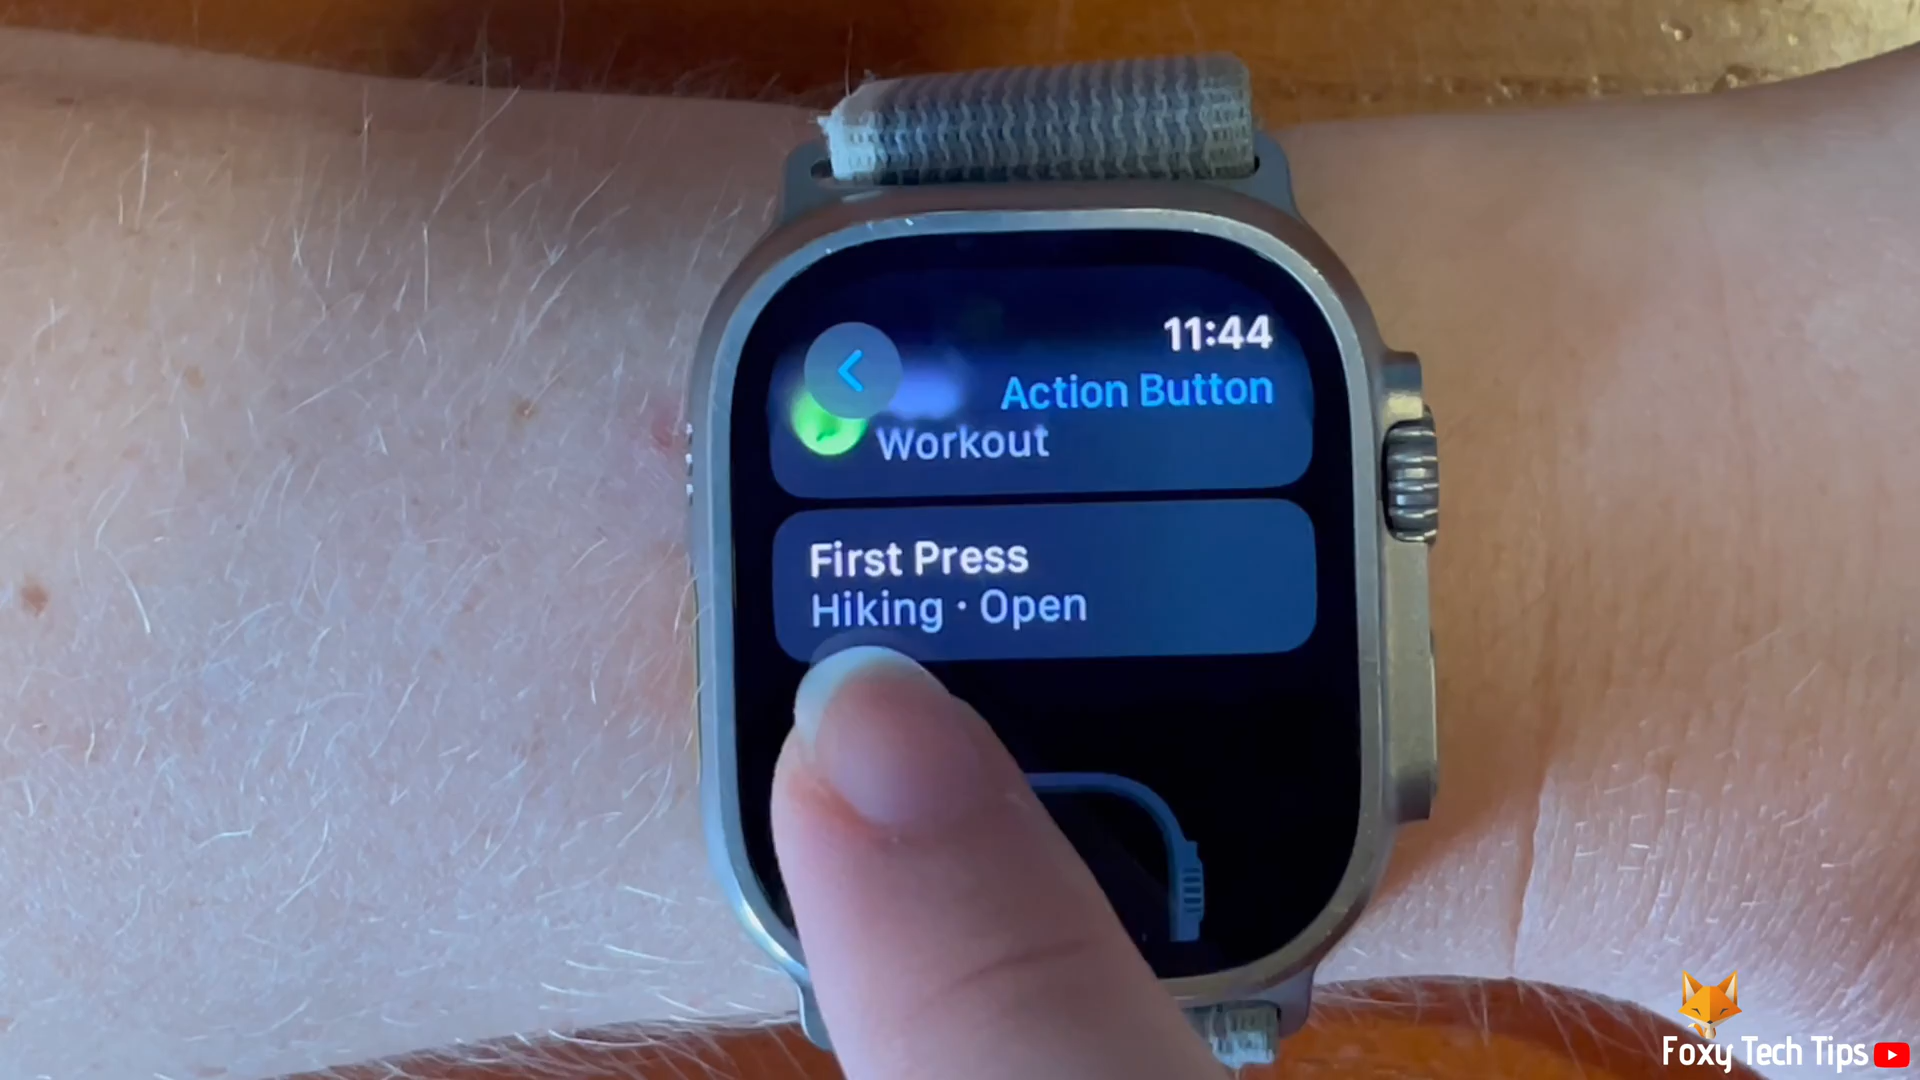 11:44
Action Button
Workout
First Press
Hiking · Open
Foxy Tech Tips